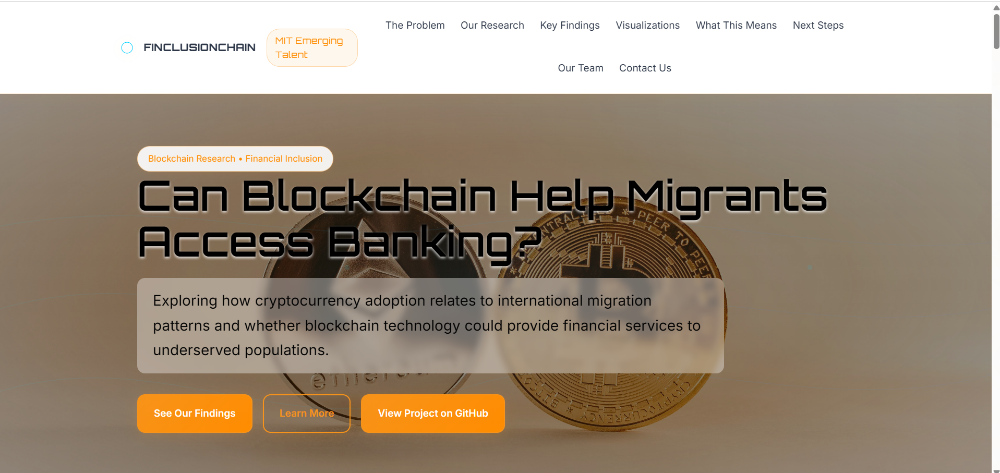 FINCLUSIONCHAIN
MIT Emerging
Talent
The Problem
Our Research
Key Findings
Visualizations
What This Means
Next Steps
Our Team
Contact Us
Blockchain Research • Financial Inclusion
Can Blockchain Help Migrants
Access Banking?
Exploring how cryptocurrency adoption relates to international migration
patterns and whether blockchain technology could provide financial services to
underserved populations.
See Our Findings
Learn More
View Project on GitHub
ethereum
PEER TO PEER
BITCOIN
CRYPTOCURRENCY